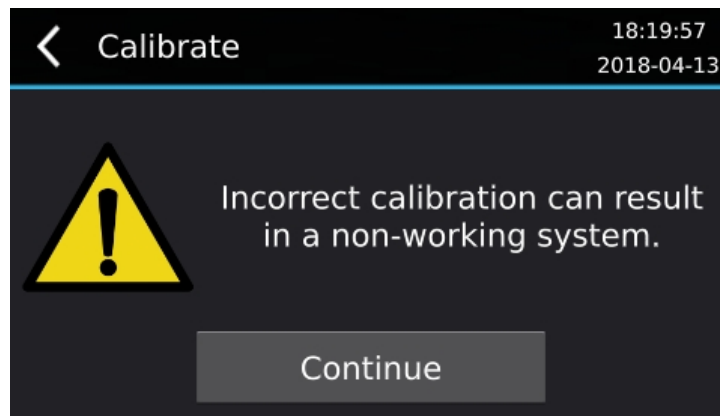 Calibrate
18:19:57
2018-04-13
Incorrect calibration can result
in a non-working system.
Continue